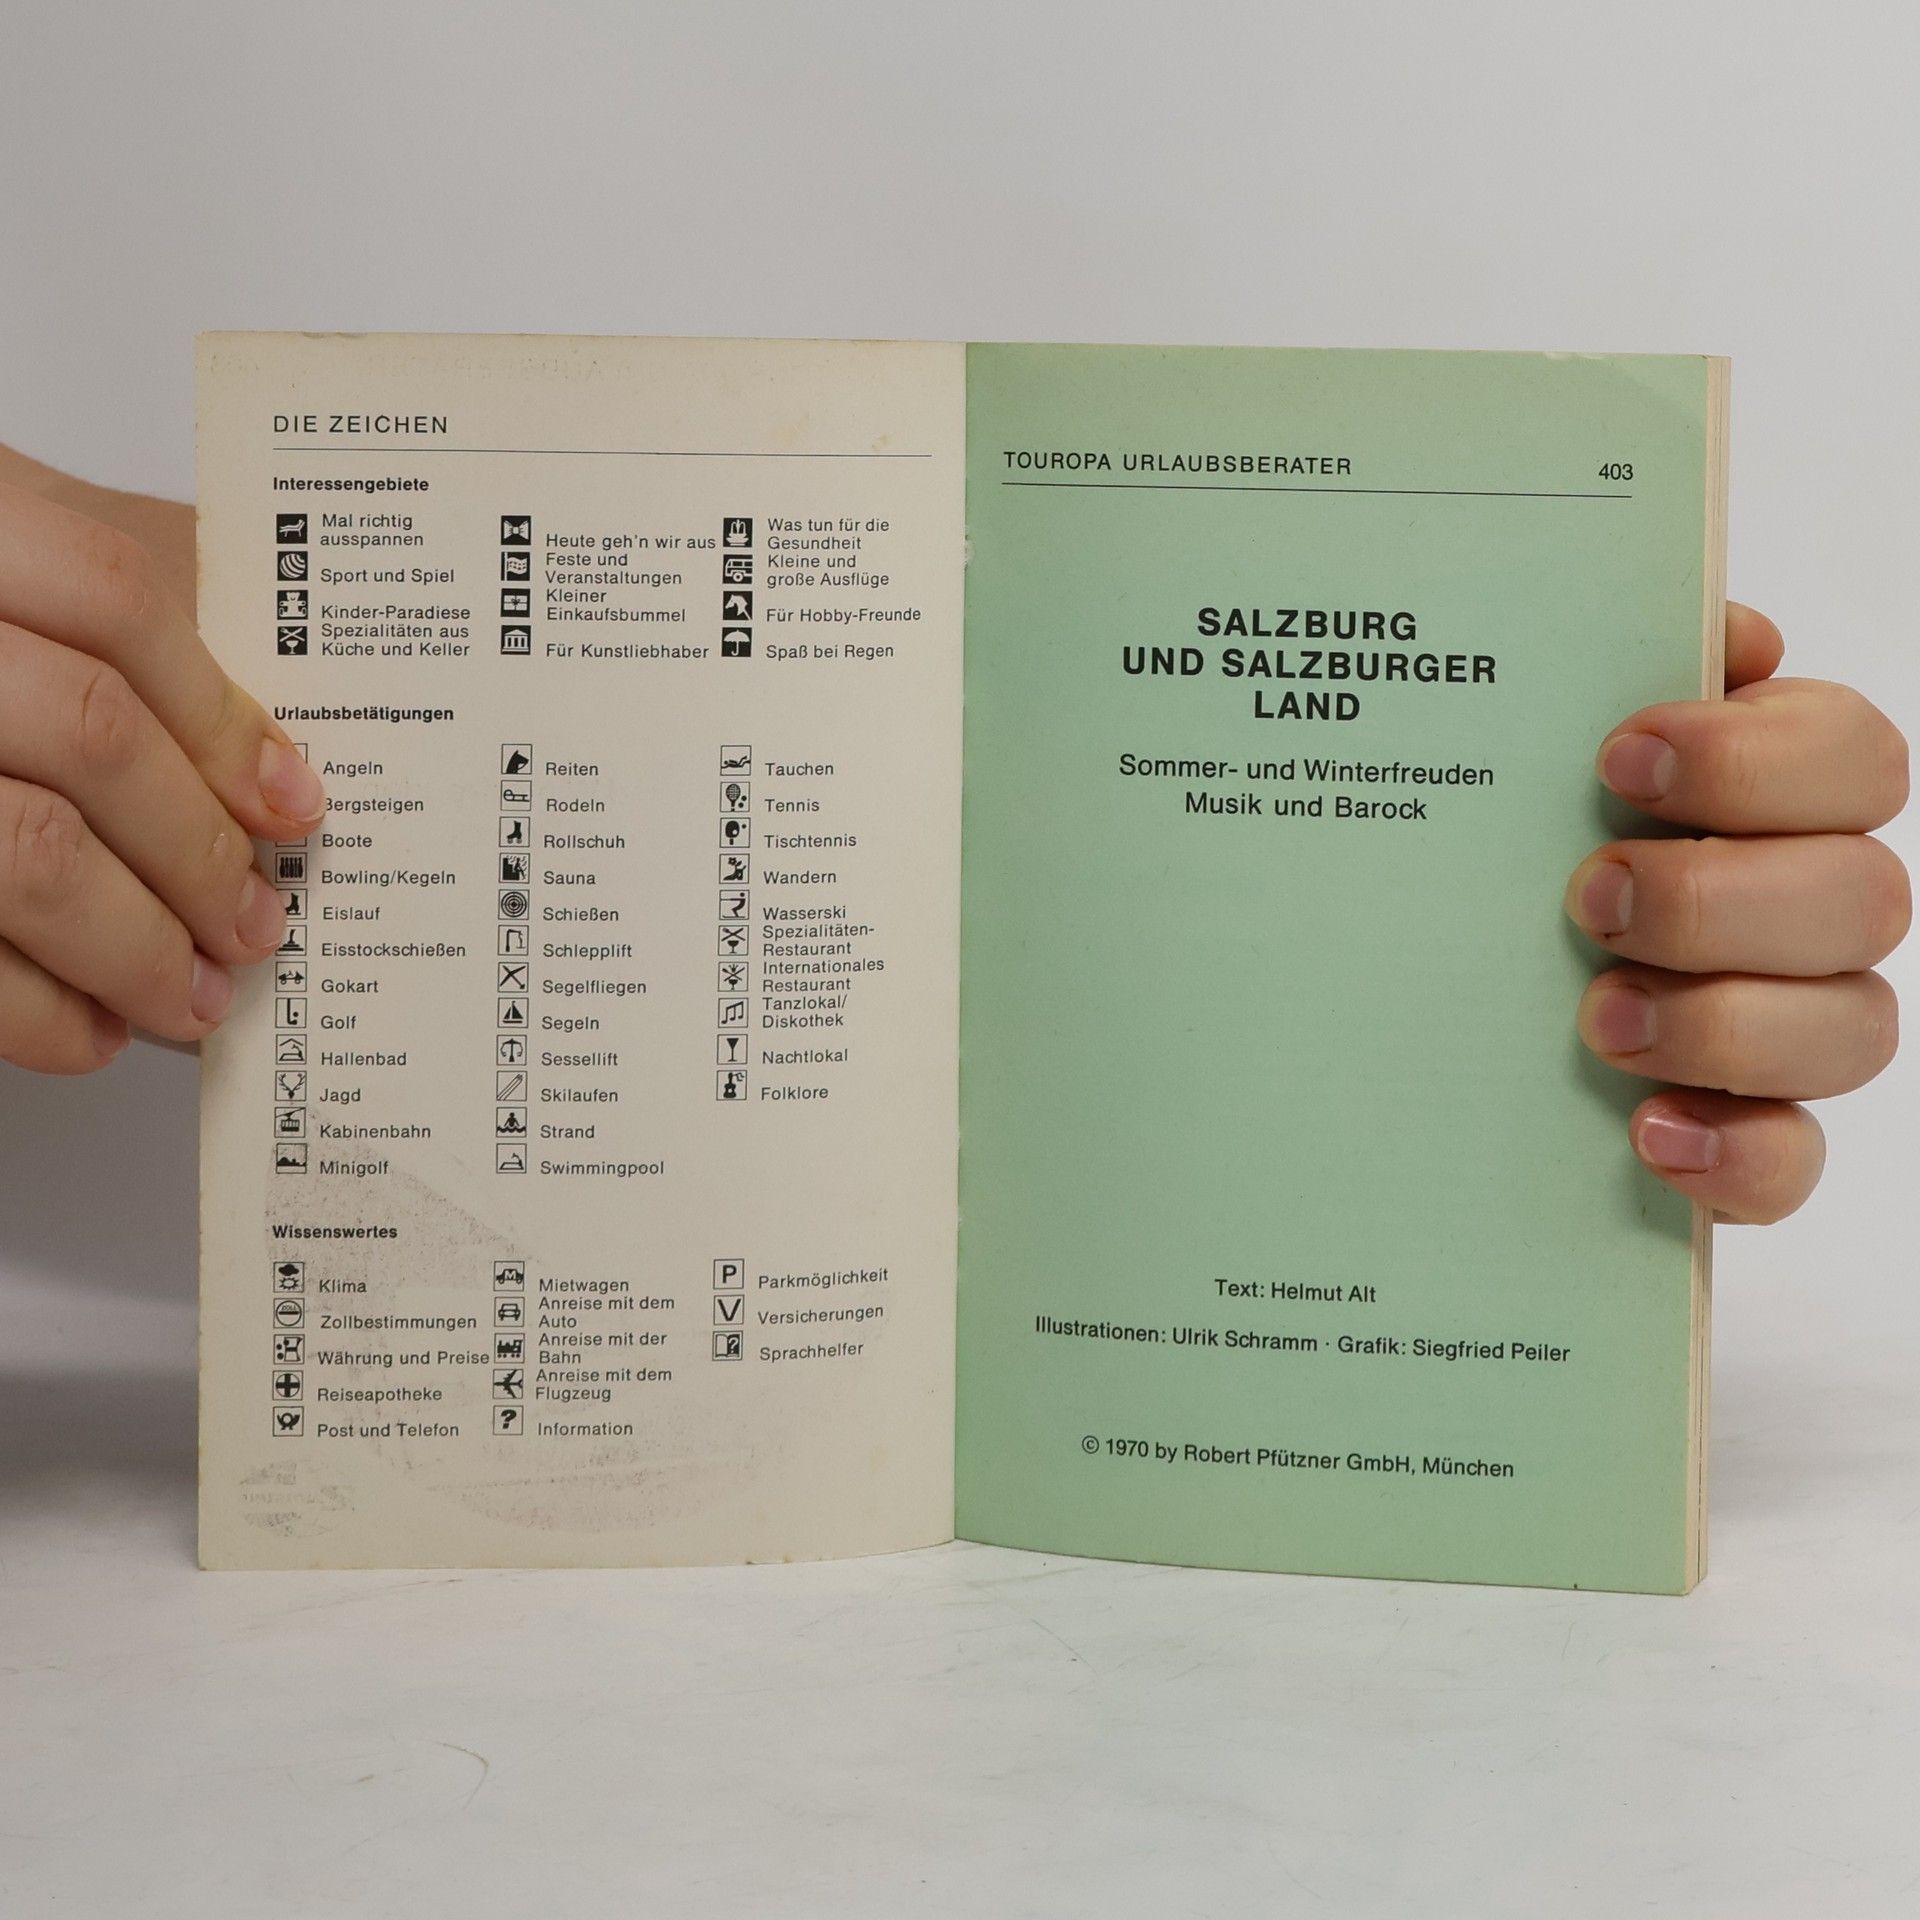 DIE ZEICHEN
Interessengebiete
Mal richtig
ausspannen
Sport und Spiel
Kinder-Paradiese
Spezialitäten aus
Küche und Keller
Heute geh'n wir aus
Feste und
Veranstaltungen
Kleiner
Einkaufsbummel
Für Kunstliebhaber
Was tun für die
Gesundheit
Kleine und
große Ausflüge
Für Hobby-Freunde
Spaß bei Regen
Urlaubsbetätigungen
Angeln
Bergsteigen
Boote
Bowling/Kegeln
Eislauf
Eisstockschießen
Gokart
Golf
Hallenbad
Jagd
Kabinenbahn
Minigolf
Reiten
Rodeln
Rollschuh
Sauna
Schießen
Schlepplift
Segelfliegen
Segeln
Sessellift
Skilaufen
Strand
Swimmingpool
Tauchen
Tennis
Tischtennis
Wandern
Wasserski
Spezialitäten-
Restaurant
Internationales
Restaurant
Tanzlokal/
Diskothek
Nachtlokal
Folklore
Wissenswertes
Klima
ZOLL
Zollbestimmungen
Währung und Preise
Reiseapotheke
Post und Telefon
M
Mietwagen
Anreise mit dem
Auto
Anreise mit der
Bahn
Anreise mit dem
Flugzeug
?
Information
P
Parkmöglichkeit
V
Versicherungen
?
Sprachhelfer
TOUROPA URLAUBSBERATER 403
SALZBURG
UND SALZBURGER
LAND
Sommer- und Winterfreuden
Musik und Barock
Text: Helmut Alt
Illustrationen: Ulrik Schramm · Grafik: Siegfried Peiler
© 1970 by Robert Pfützner GmbH, München